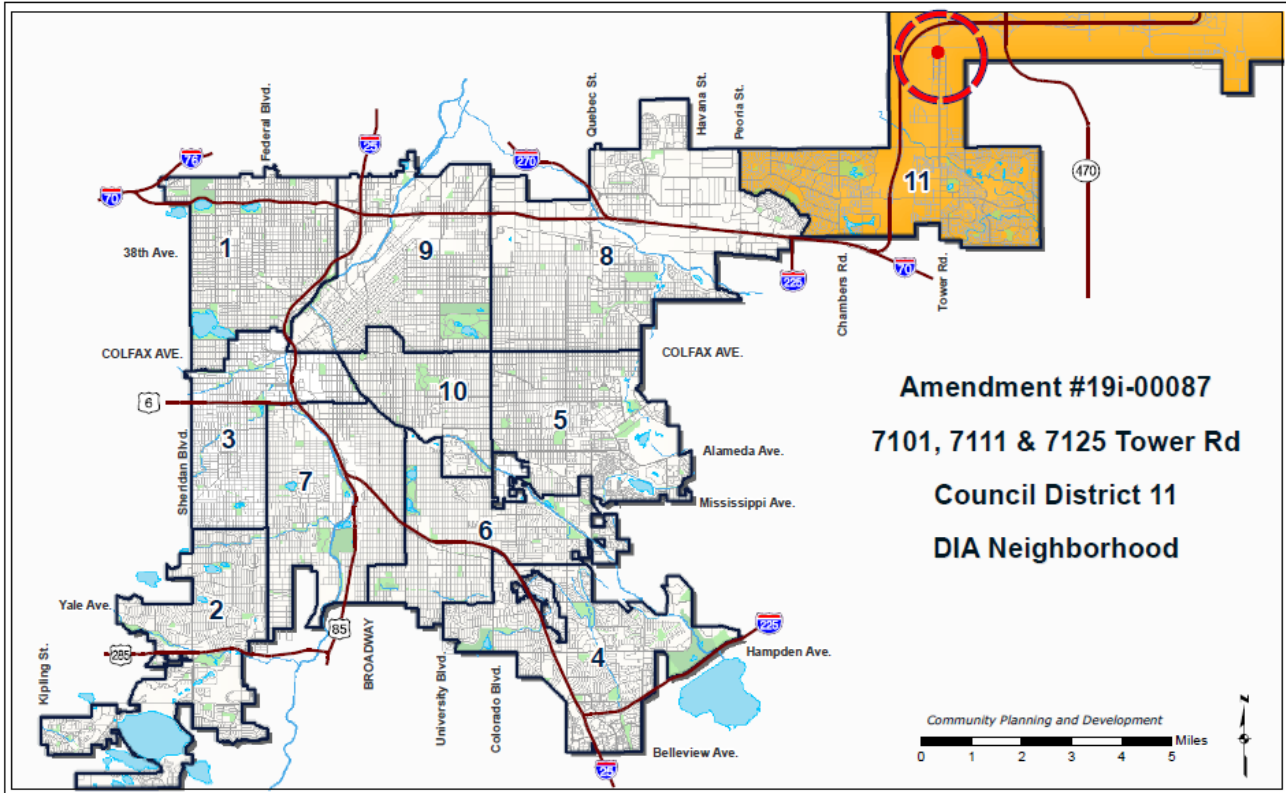 Federal Blvd.
Quebec St.
Havana St.
Peoria St.
76
25
270
70
470
11
1
9
8
38th Ave.
225
70
Chambers Rd.
Tower Rd.
COLFAX AVE.
COLFAX AVE.
10
6
5
3
Sheridan Blvd.
Alameda Ave.
7
Mississippi Ave.
6
Amendment #19i-00087
7101, 7111 & 7125 Tower Rd
Council District 11
DIA Neighborhood
Yale Ave.
2
85
225
285
4
Hampden Ave.
Kipling St.
BROADWAY
University Blvd.
Colorado Blvd.
Belleview Ave.
25
Community Planning and Development
Miles
0 1 2 3 4 5
N